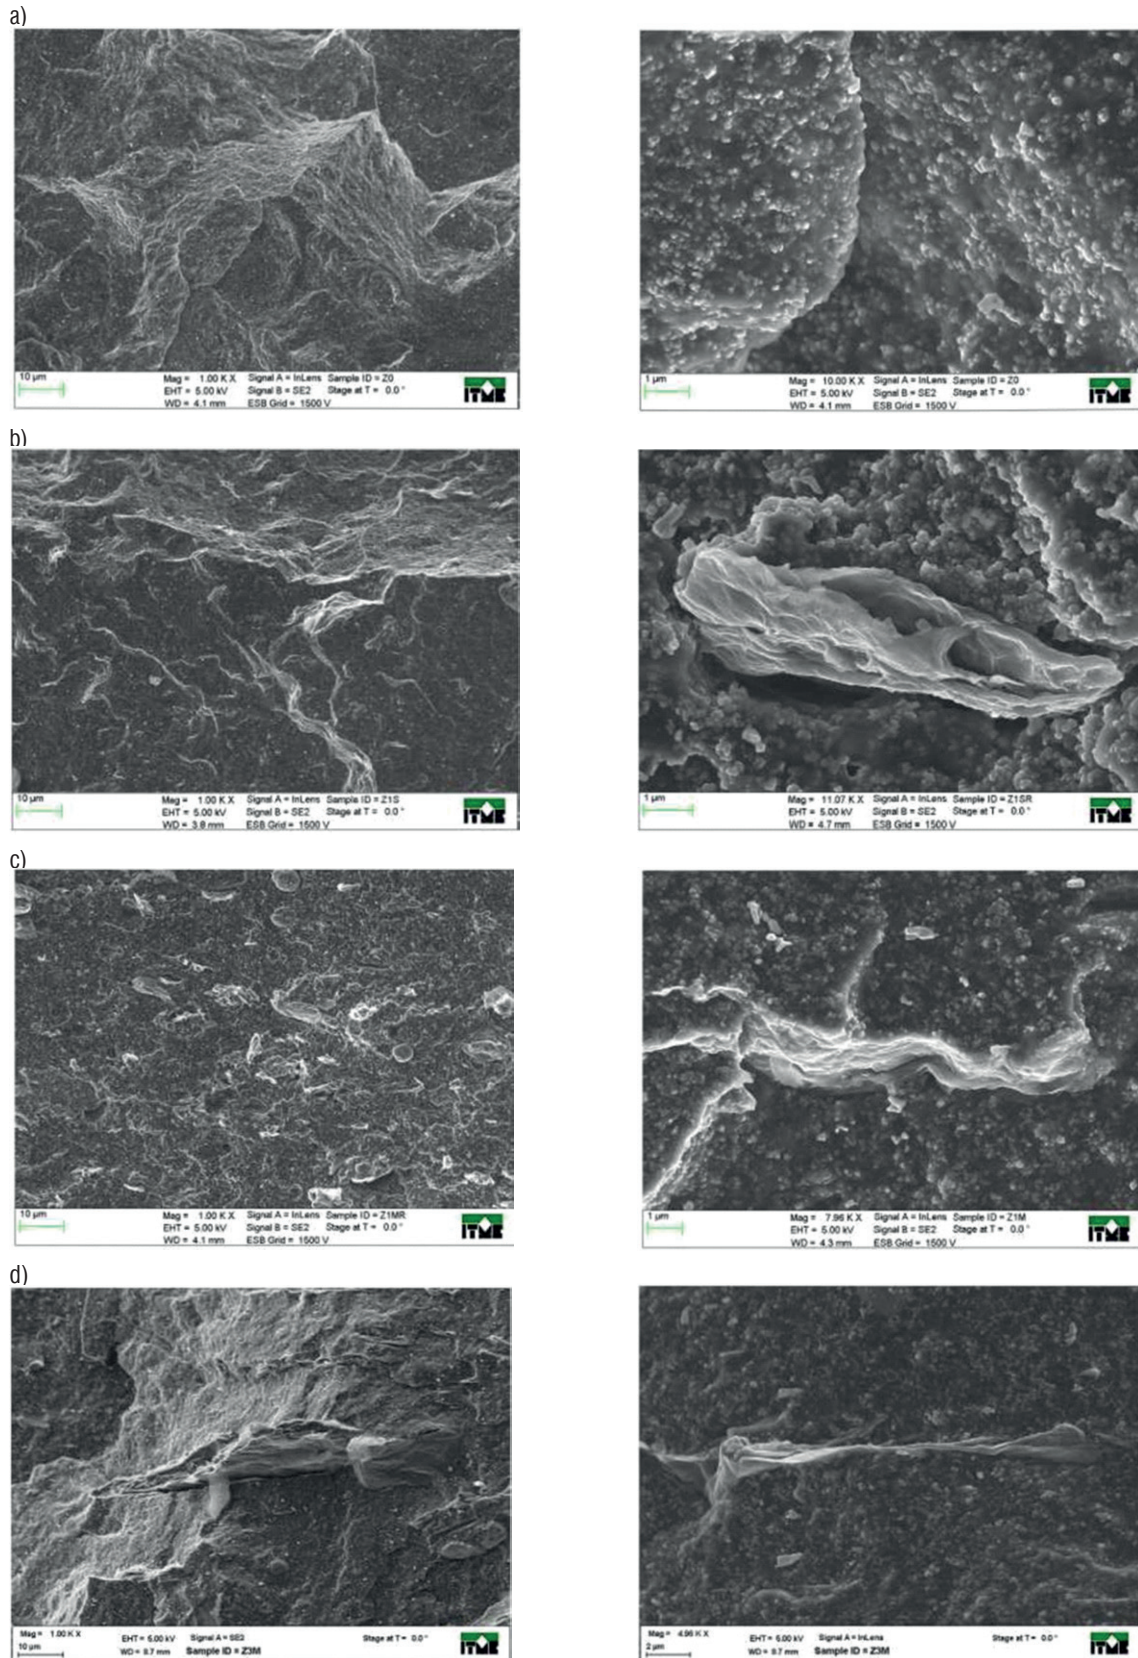 a)
10 µm
Mag = 1.00 K X Signal A = InLens Sample ID = Z0
EHT = 5.00 kV Signal B = SE2 Stage at T = 0.0 °
WD = 4.1 mm ESB Grid = 1500 V
ITME
1 µm
Mag = 10.00 K X Signal A = InLens Sample ID = Z0
EHT = 5.00 kV Signal B = SE2 Stage at T = 0.0 °
WD = 4.1 mm ESB Grid = 1500 V
ITME
b)
10 µm
Mag = 1.00 K X Signal A = InLens Sample ID = Z1S
EHT = 5.00 kV Signal B = SE2 Stage at T = 0.0 °
WD = 3.8 mm ESB Grid = 1500 V
ITME
1 µm
Mag = 11.07 K X Signal A = InLens Sample ID = Z1SR
EHT = 5.00 kV Signal B = SE2 Stage at T = 0.0 °
WD = 4.7 mm ESB Grid = 1500 V
ITME
c)
10 µm
Mag = 1.00 K X Signal A = InLens Sample ID = Z1MR
EHT = 5.00 kV Signal B = SE2 Stage at T = 0.0 °
WD = 4.1 mm ESB Grid = 1500 V
ITME
1 µm
Mag = 7.96 K X Signal A = InLens Sample ID = Z1M
EHT = 5.00 kV Signal B = SE2 Stage at T = 0.0 °
WD = 4.3 mm ESB Grid = 1500 V
ITME
d)
Mag = 1.00 K X EHT = 5.00 kV Signal A = SE2 Stage at T = 0.0 °
10 µm WD = 9.7 mm Sample ID = Z3M
ITME
Mag = 4.96 K X EHT = 5.00 kV Signal A = InLens Stage at T = 0.0 °
2 µm WD = 9.7 mm Sample ID = Z3M
ITME